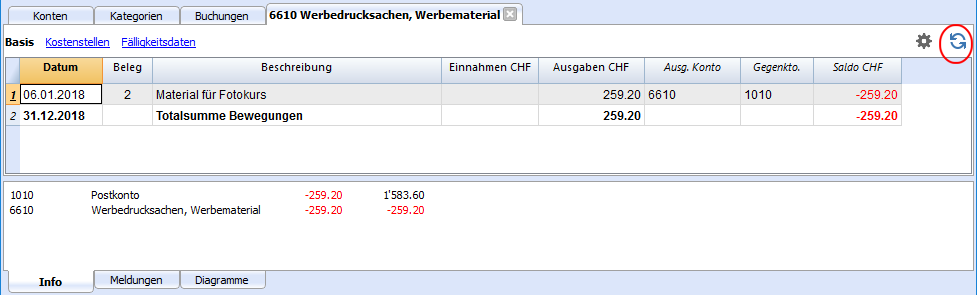 Konten Kategorien Buchungen 6610 Werbedrucksachen, Werbematerial
Basis Kostenstellen Fälligkeitsdaten
Datum Beleg Beschreibung Einnahmen CHF Ausgaben CHF Ausg. Konto Gegenkto. Saldo CHF
1 06.01.2018 2 Material für Fotokurs 259.20 6610 1010 -259.20
2 31.12.2018 Totalsumme Bewegungen 259.20 -259.20
1010 Postkonto -259.20 1'583.60
6610 Werbedrucksachen, Werbematerial -259.20 -259.20
Info Meldungen Diagramme